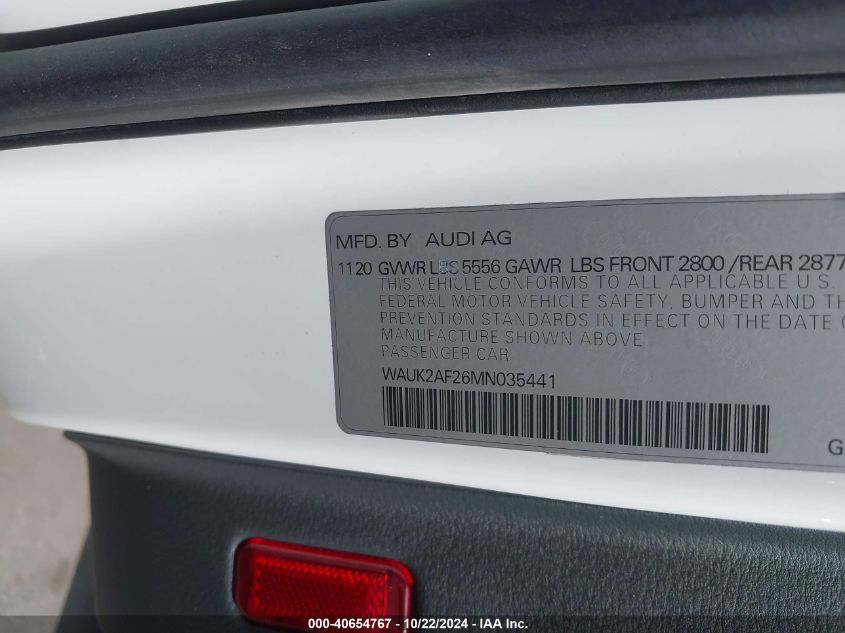 MFD. BY AUDI AG
1120 GVWR LBS 5556 GAWR LBS FRONT 2800 /REAR 2877
THIS VEHICLE CONFORMS TO ALL APPLICABLE U.S.
FEDERAL MOTOR VEHICLE SAFETY, BUMPER AND TH
PREVENTION STANDARDS IN EFFECT ON THE DATE O
MANUFACTURE SHOWN ABOVE
PASSENGER CAR
WAUK2AF26MN035441
G
000-40654767 - 10/22/2024 - IAA Inc.